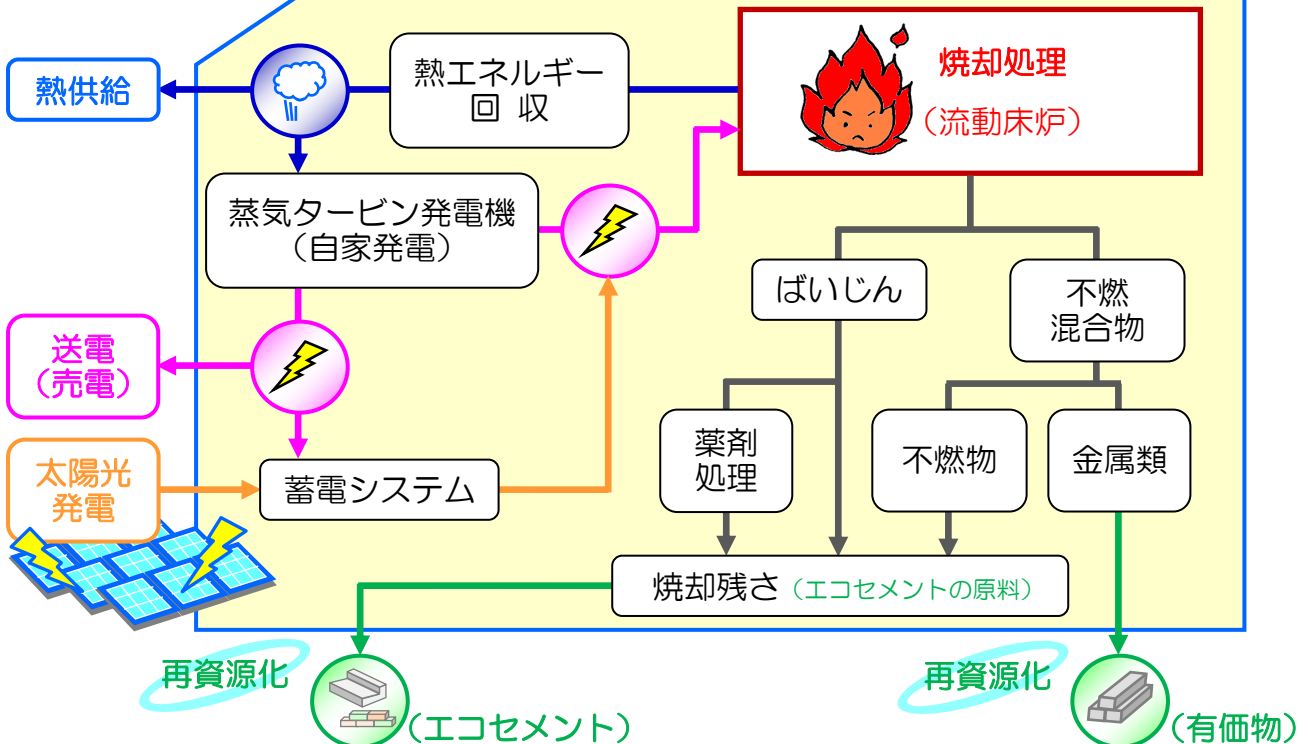 焼却処理
(流動床炉)
熱エネルギー
回 収
熱供給
蒸気タービン発電機
(自家発電)
ばいじん
不燃
混合物
送電
(売電)
薬剤
処理
不燃物
金属類
太陽光
発電
蓄電システム
焼却残さ(エコセメントの原料)
再資源化
(エコセメント)
再資源化
(有価物)